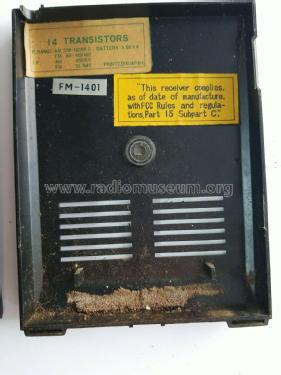 14 TRANSISTORS
FM-1401
"This receiver complies,
as of date of manufacture,
with FCC Rules and regula-
tions, Part 15 Subpart C."
www.radiomuseum.org